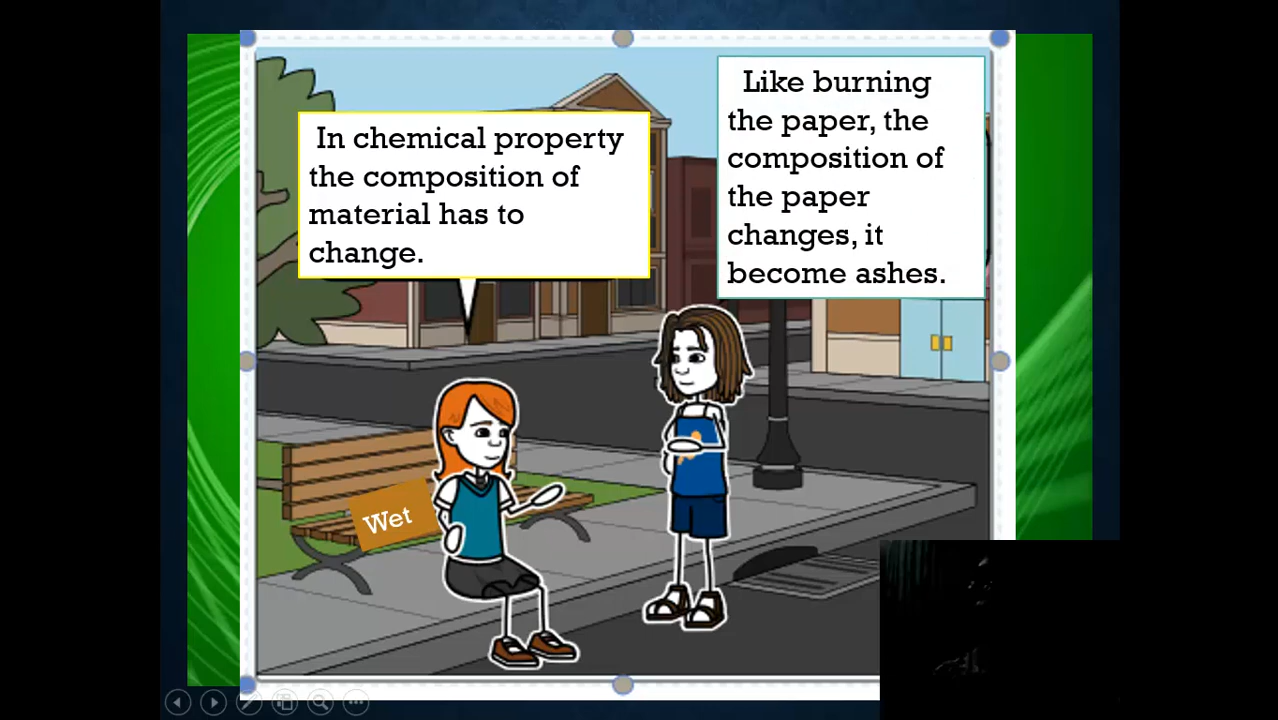 In chemical property
the composition of
material has to
change.
Like burning
the paper, the
composition of
the paper
changes, it
become ashes.
Wet